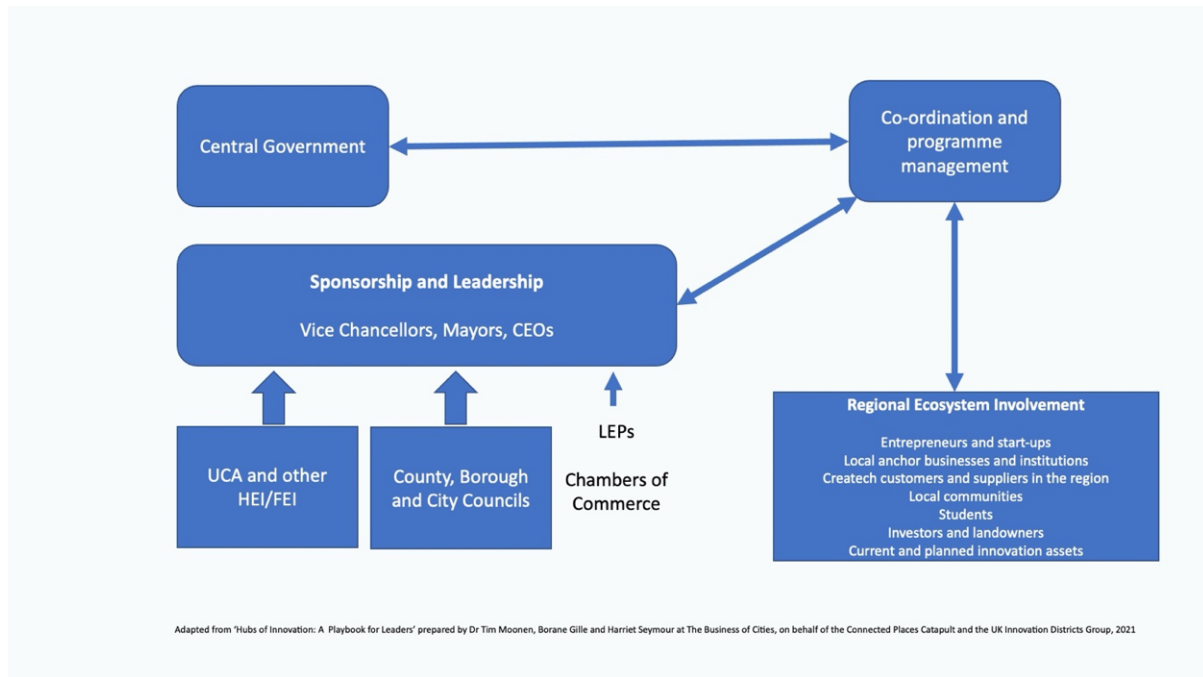 Central Government
Co-ordination and
programme
management
Sponsorship and Leadership
Vice Chancellors, Mayors, CEOs
UCA and other
HEI/FEI
County, Borough
and City Councils
LEPs
Chambers of
Commerce
Regional Ecosystem Involvement
Entrepreneurs and start-ups
Local anchor businesses and institutions
Createch customers and suppliers in the region
Local communities
Students
Investors and landowners
Current and planned innovation assets
Adapted from ‘Hubs of Innovation: A Playbook for Leaders’ prepared by Dr Tim Moonen, Borane Gille and Harriet Seymour at The Business of Cities, on behalf of the Connected Places Catapult and the UK Innovation Districts Group, 2021